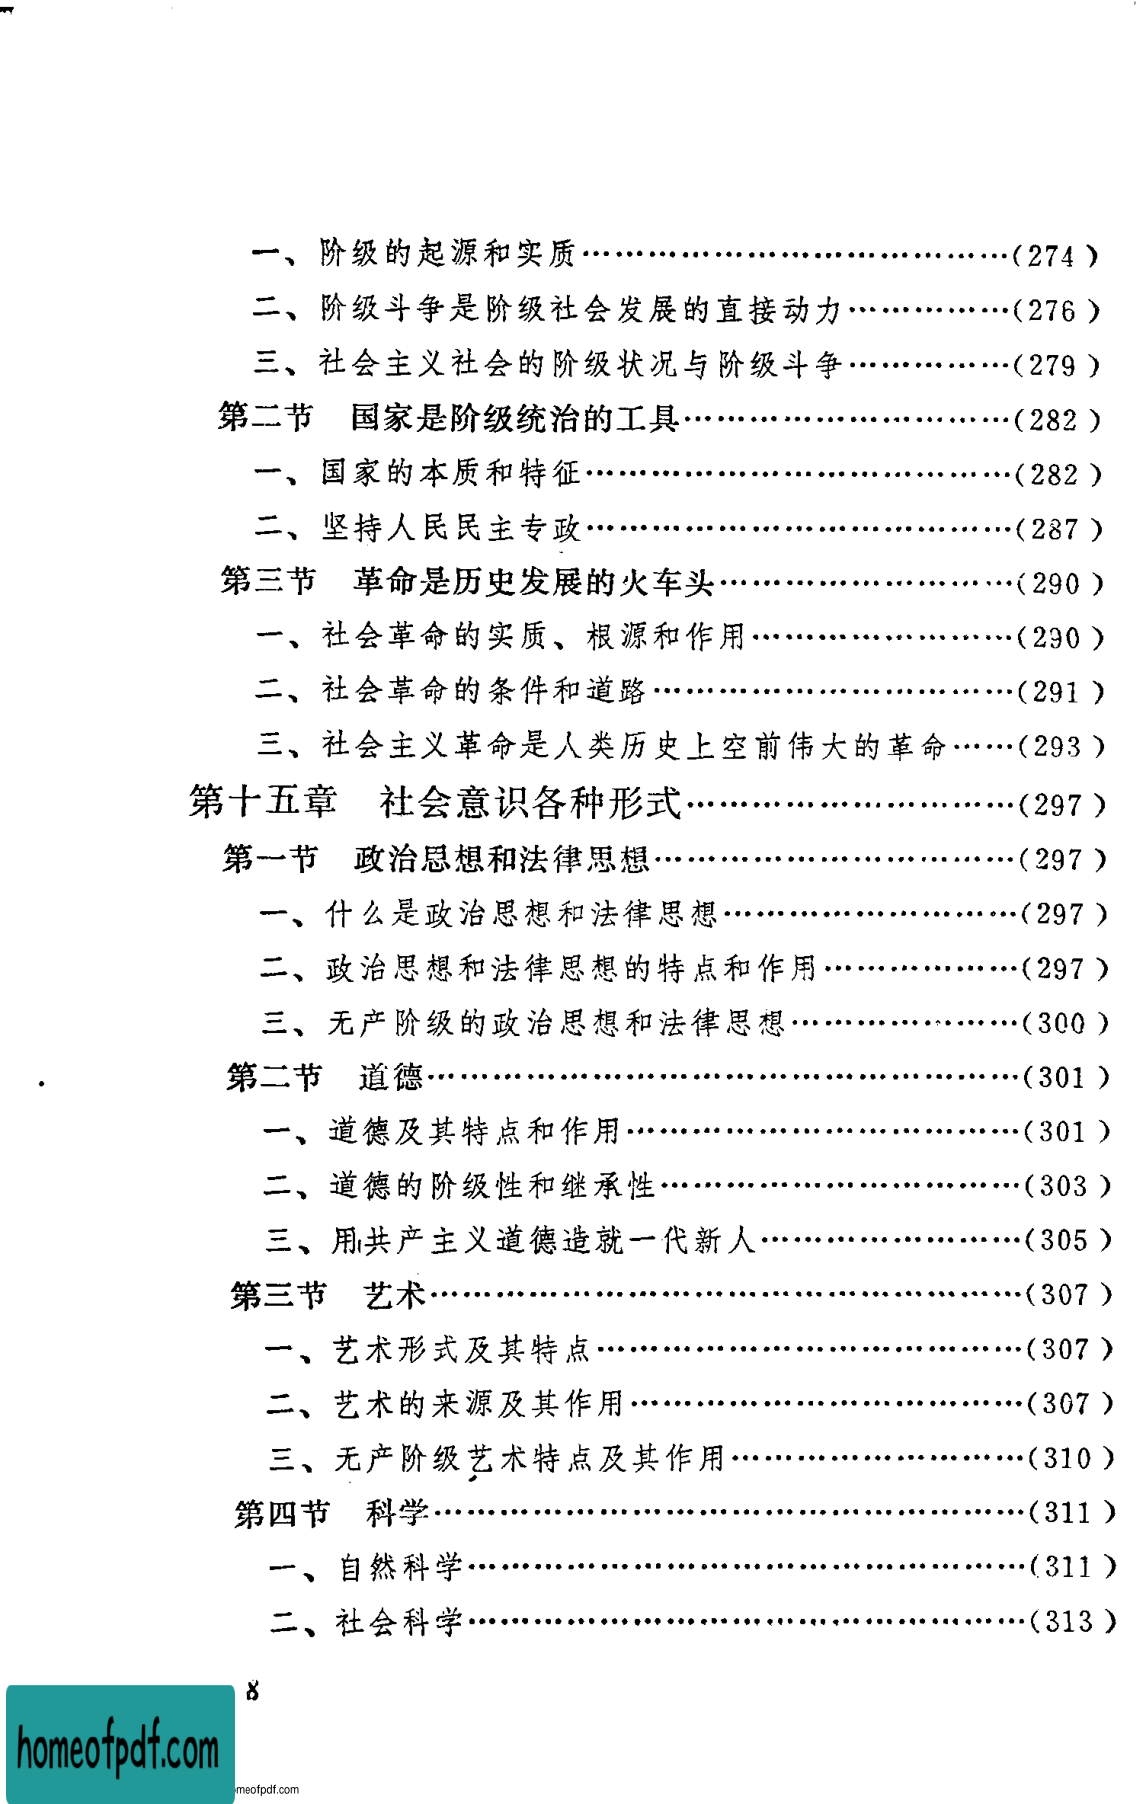 一、阶级的起源和实质……………………………………(274)
二、阶级斗争是阶级社会发展的直接动力……………(276)
三、社会主义社会的阶级状况与阶级斗争……………(279)
第二节　国家是阶级统治的工具…………………………(282)
一、国家的本质和特征……………………………………(282)
二、坚持人民民主专政……………………………………(287)
第三节　革命是历史发展的火车头………………………(290)
一、社会革命的实质、根源和作用……………………(290)
二、社会革命的条件和道路……………………………(291)
三、社会主义革命是人类历史上空前伟大的革命……(293)
第十五章　社会意识各种形式…………………………(297)
第一节　政治思想和法律思想……………………………(297)
一、什么是政治思想和法律思想………………………(297)
二、政治思想和法律思想的特点和作用………………(297)
三、无产阶级的政治思想和法律思想…………………(300)
第二节　道德………………………………………………(301)
一、道德及其特点和作用………………………………(301)
二、道德的阶级性和继承性……………………………(303)
三、用共产主义道德造就一代新人……………………(305)
第三节　艺术………………………………………………(307)
一、艺术形式及其特点…………………………………(307)
二、艺术的来源及其作用………………………………(307)
三、无产阶级艺术特点及其作用………………………(310)
第四节　科学………………………………………………(311)
一、自然科学……………………………………………(311)
二、社会科学……………………………………………(313)
8
homeofpdf.com
meofpdf.com